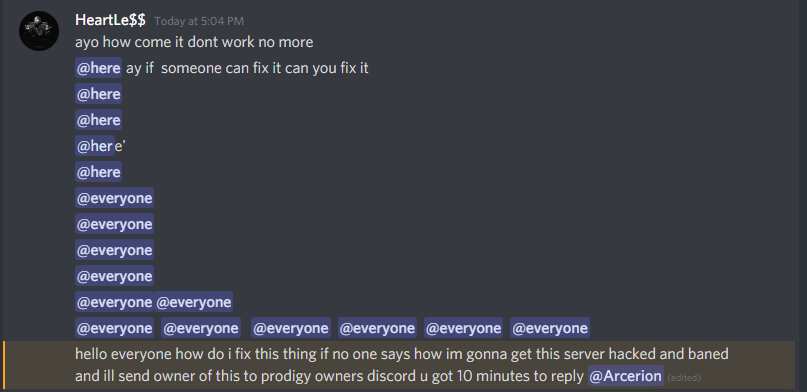 HeartLe$$ Today at 5:04 PM
ayo how come it dont work no more
@here ay if someone can fix it can you fix it
@here
@here
@here'
@here
@everyone
@everyone
@everyone
@everyone
@everyone @everyone
@everyone @everyone @everyone @everyone @everyone @everyone
hello everyone how do i fix this thing if no one says how im gonna get this server hacked and baned
and ill send owner of this to prodigy owners discord u got 10 minutes to reply @Arcerion (edited)